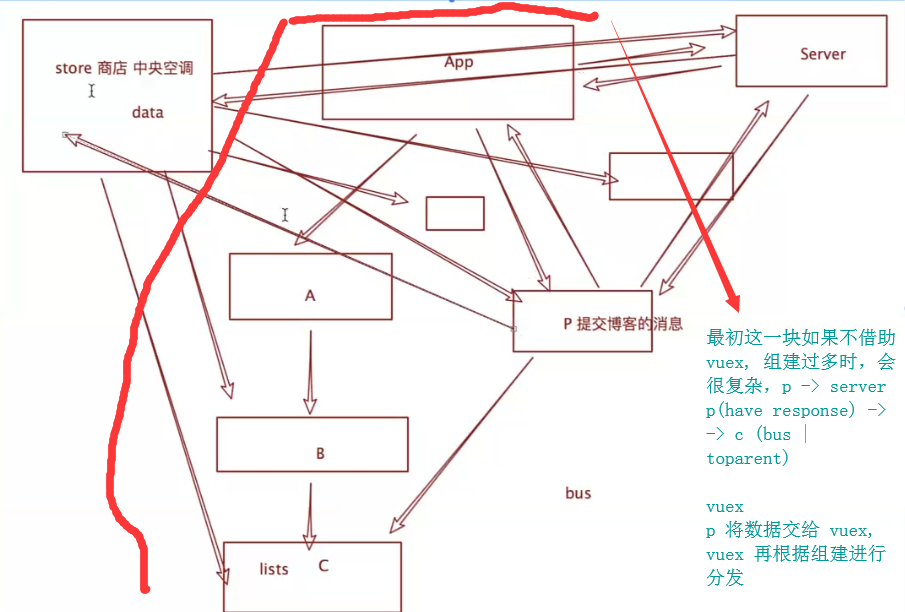 store 商店 中央空调
data
App
Server
A
P 提交博客的消息
B
bus
lists
C
最初这一块如果不借助
vuex, 组建过多时, 会
很复杂, p -> server
p(have response) ->
-> c (bus |
toparent)
vuex
p 将数据交给 vuex,
vuex 再根据组建进行
分发